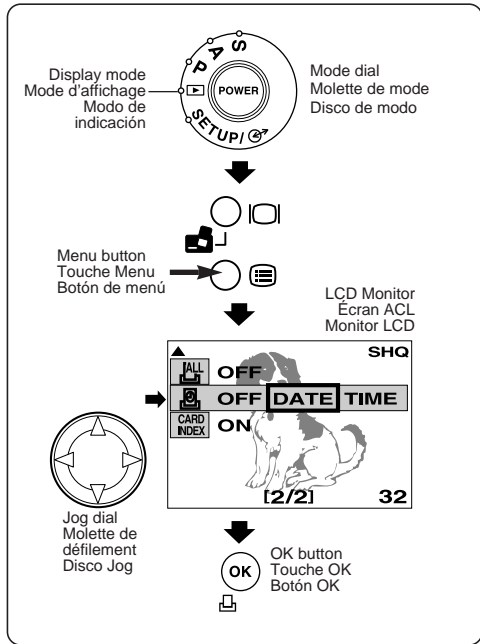 S
A
P
POWER
SETUP/
Display mode
Mode d'affichage
Modo de
indicación
Mode dial
Molette de mode
Disco de modo
Menu button
Touche Menu
Botón de menú
LCD Monitor
Écran ACL
Monitor LCD
SHQ
ALL OFF
OFF DATE TIME
CARD
INDEX ON
[2/2] 32
Jog dial
Molette de
défilement
Disco Jog
OK
OK button
Touche OK
Botón OK